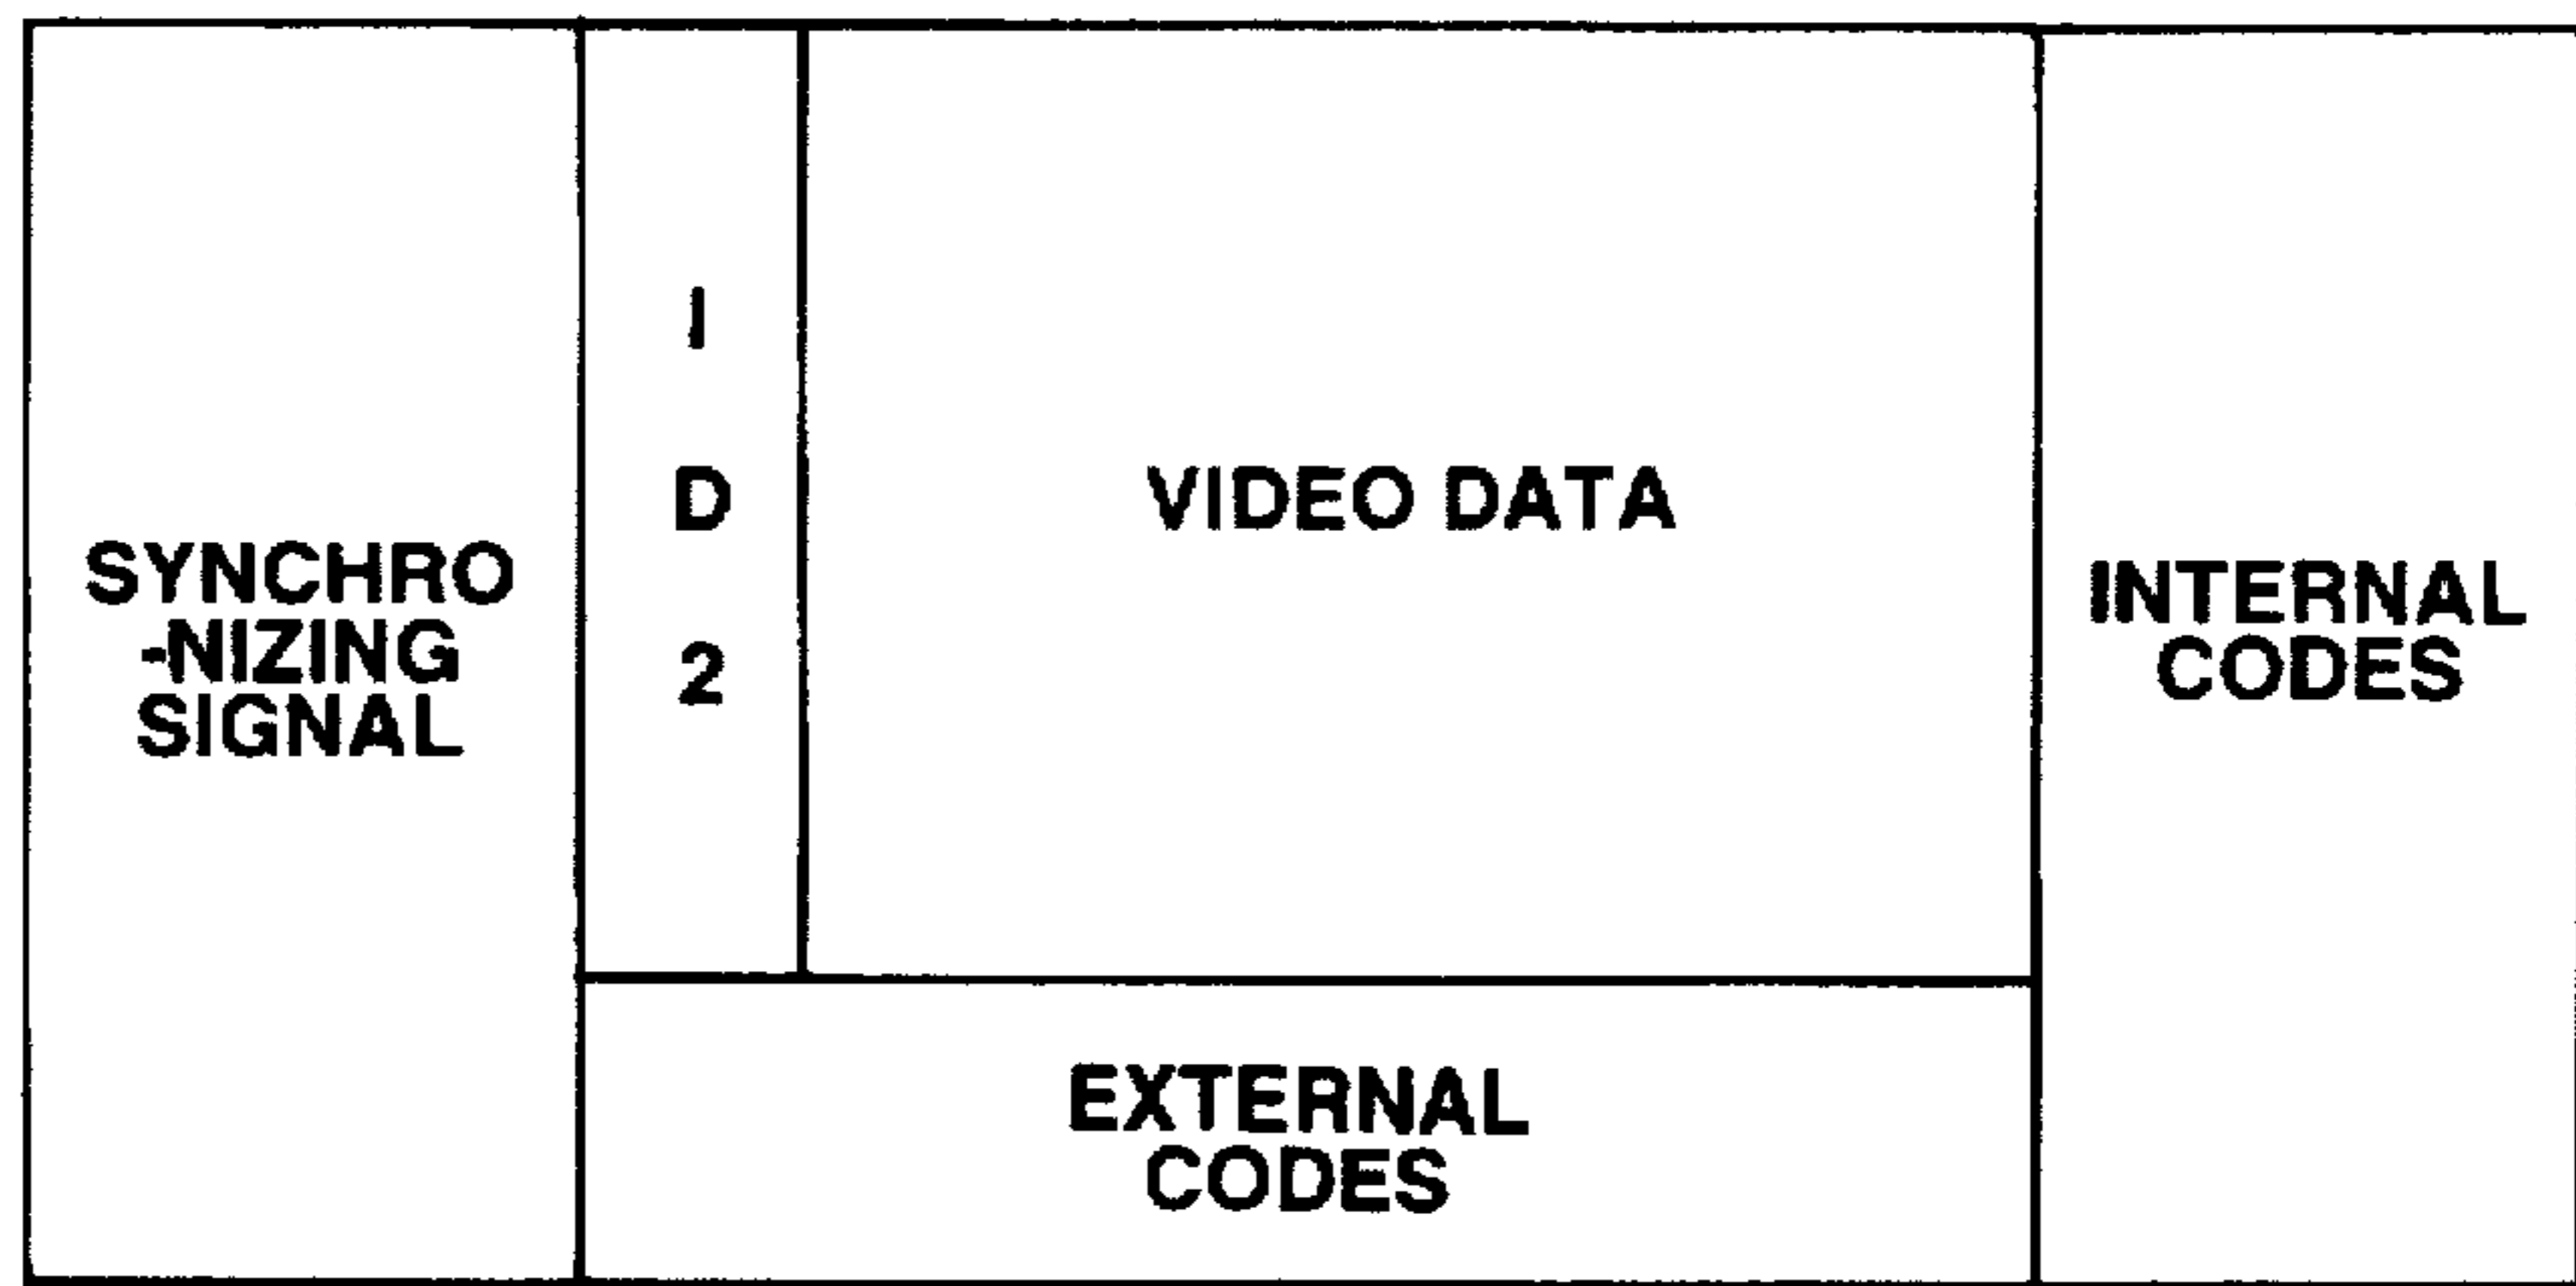 SYNCHRO
-NIZING
SIGNAL
I
D
2
VIDEO DATA
EXTERNAL
CODES
INTERNAL
CODES